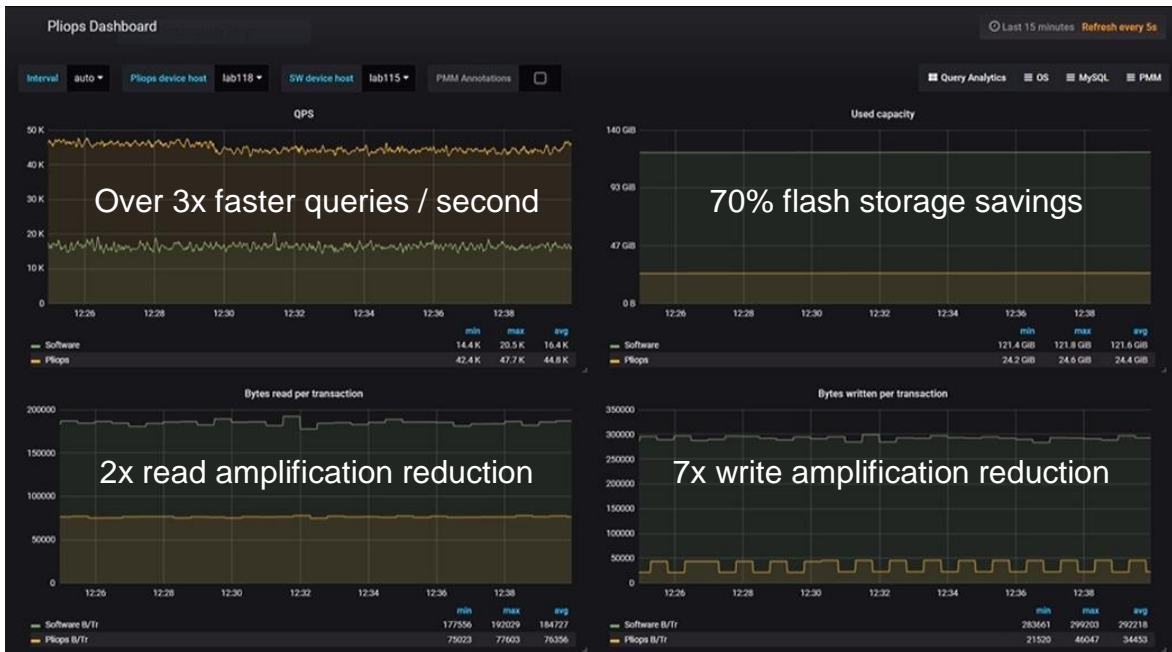 Pliops Dashboard
Last 15 minutes Refresh every 5s
Interval auto Pliops device host lab118 SW device host lab115 PMM Annotations
Query Analytics OS MySQL PMM
QPS
50 K
40 K
30 K
20 K
10 K
0
Over 3x faster queries / second
12:26 12:28 12:30 12:32 12:34 12:36 12:38
min max avg
Software 14.4 K 20.5 K 16.4 K
Pliops 42.4 K 47.7 K 44.8 K
Used capacity
140 GiB
93 GiB
47 GiB
0 B
70% flash storage savings
12:26 12:28 12:30 12:32 12:34 12:36 12:38
min max avg
Software 121.4 GiB 121.8 GiB 121.6 GiB
Pliops 24.2 GiB 24.6 GiB 24.4 GiB
Bytes read per transaction
200000
150000
100000
50000
0
2x read amplification reduction
12:26 12:28 12:30 12:32 12:34 12:36 12:38
min max avg
Software B/Tr 177556 192029 184727
Pliops B/Tr 75023 77603 76356
Bytes written per transaction
350000
300000
250000
200000
150000
100000
50000
0
7x write amplification reduction
12:26 12:28 12:30 12:32 12:34 12:36 12:38
min max avg
Software B/Tr 283661 299203 292218
Pliops B/Tr 21520 46047 34453